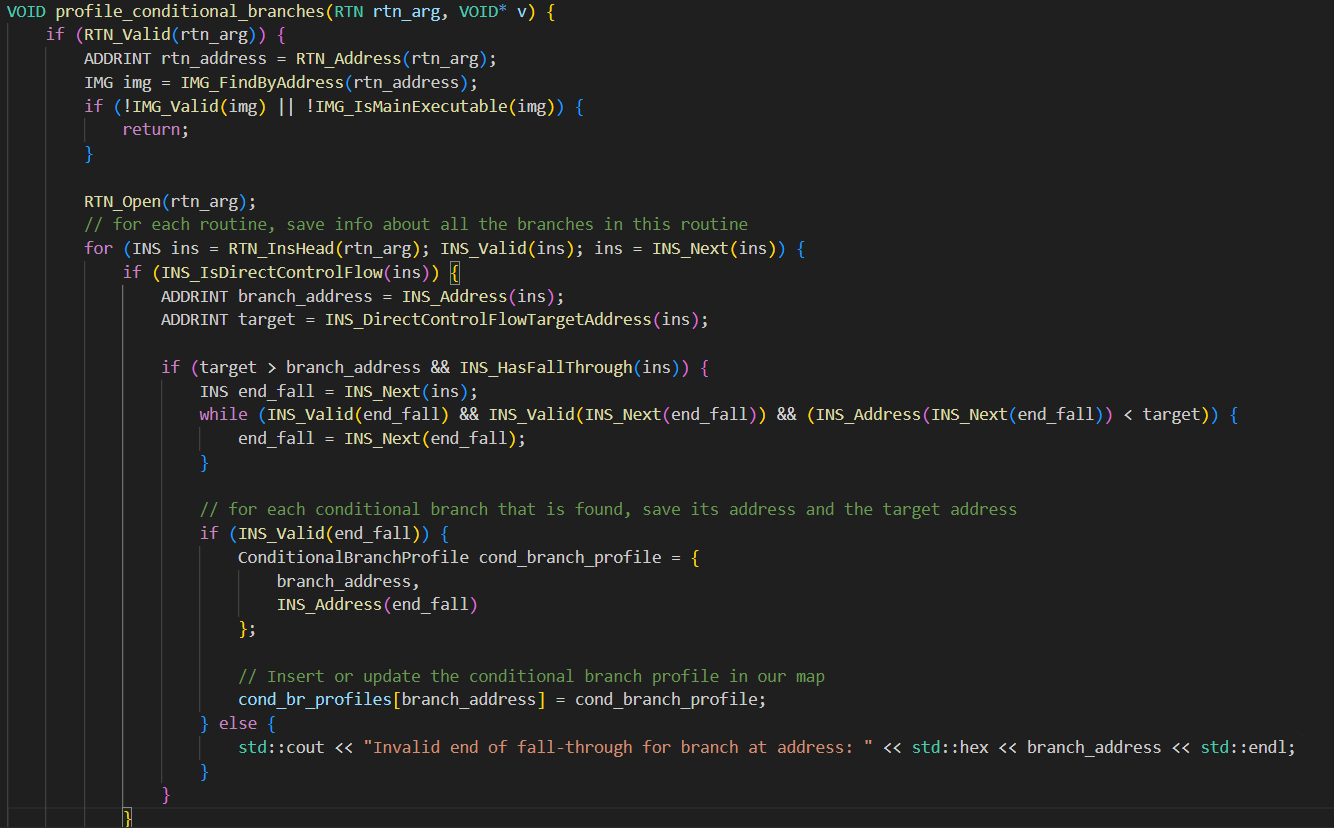 VOID profile_conditional_branches(RTN rtn_arg, VOID* v) {
    if (RTN_Valid(rtn_arg)) {
        ADDRINT rtn_address = RTN_Address(rtn_arg);
        IMG img = IMG_FindByAddress(rtn_address);
        if (!IMG_Valid(img) || !IMG_IsMainExecutable(img)) {
            return;
        }

        RTN_Open(rtn_arg);
        // for each routine, save info about all the branches in this routine
        for (INS ins = RTN_InsHead(rtn_arg); INS_Valid(ins); ins = INS_Next(ins)) {
            if (INS_IsDirectControlFlow(ins)) {
                ADDRINT branch_address = INS_Address(ins);
                ADDRINT target = INS_DirectControlFlowTargetAddress(ins);

                if (target > branch_address && INS_HasFallThrough(ins)) {
                    INS end_fall = INS_Next(ins);
                    while (INS_Valid(end_fall) && INS_Valid(INS_Next(end_fall)) && (INS_Address(INS_Next(end_fall)) < target)) {
                        end_fall = INS_Next(end_fall);
                    }

                    // for each conditional branch that is found, save its address and the target address
                    if (INS_Valid(end_fall)) {
                        ConditionalBranchProfile cond_branch_profile = {
                            branch_address,
                            INS_Address(end_fall)
                        };

                        // Insert or update the conditional branch profile in our map
                        cond_br_profiles[branch_address] = cond_branch_profile;
                    } else {
                        std::cout << "Invalid end of fall-through for branch at address: " << std::hex << branch_address << std::endl;
                    }
                }
            }